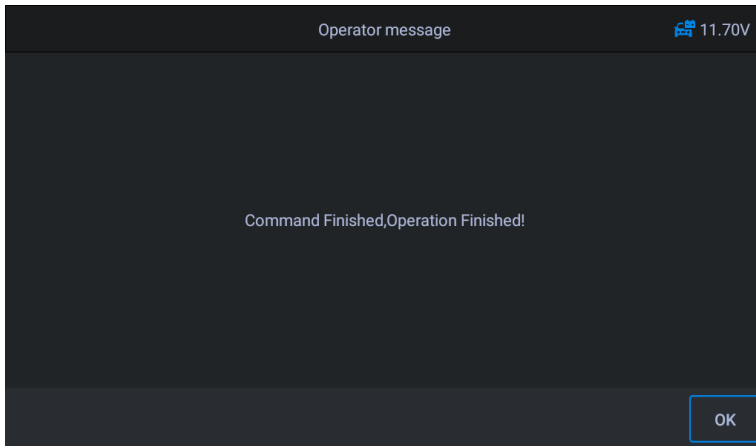 Operator message
11.70V
Command Finished,Operation Finished!
OK